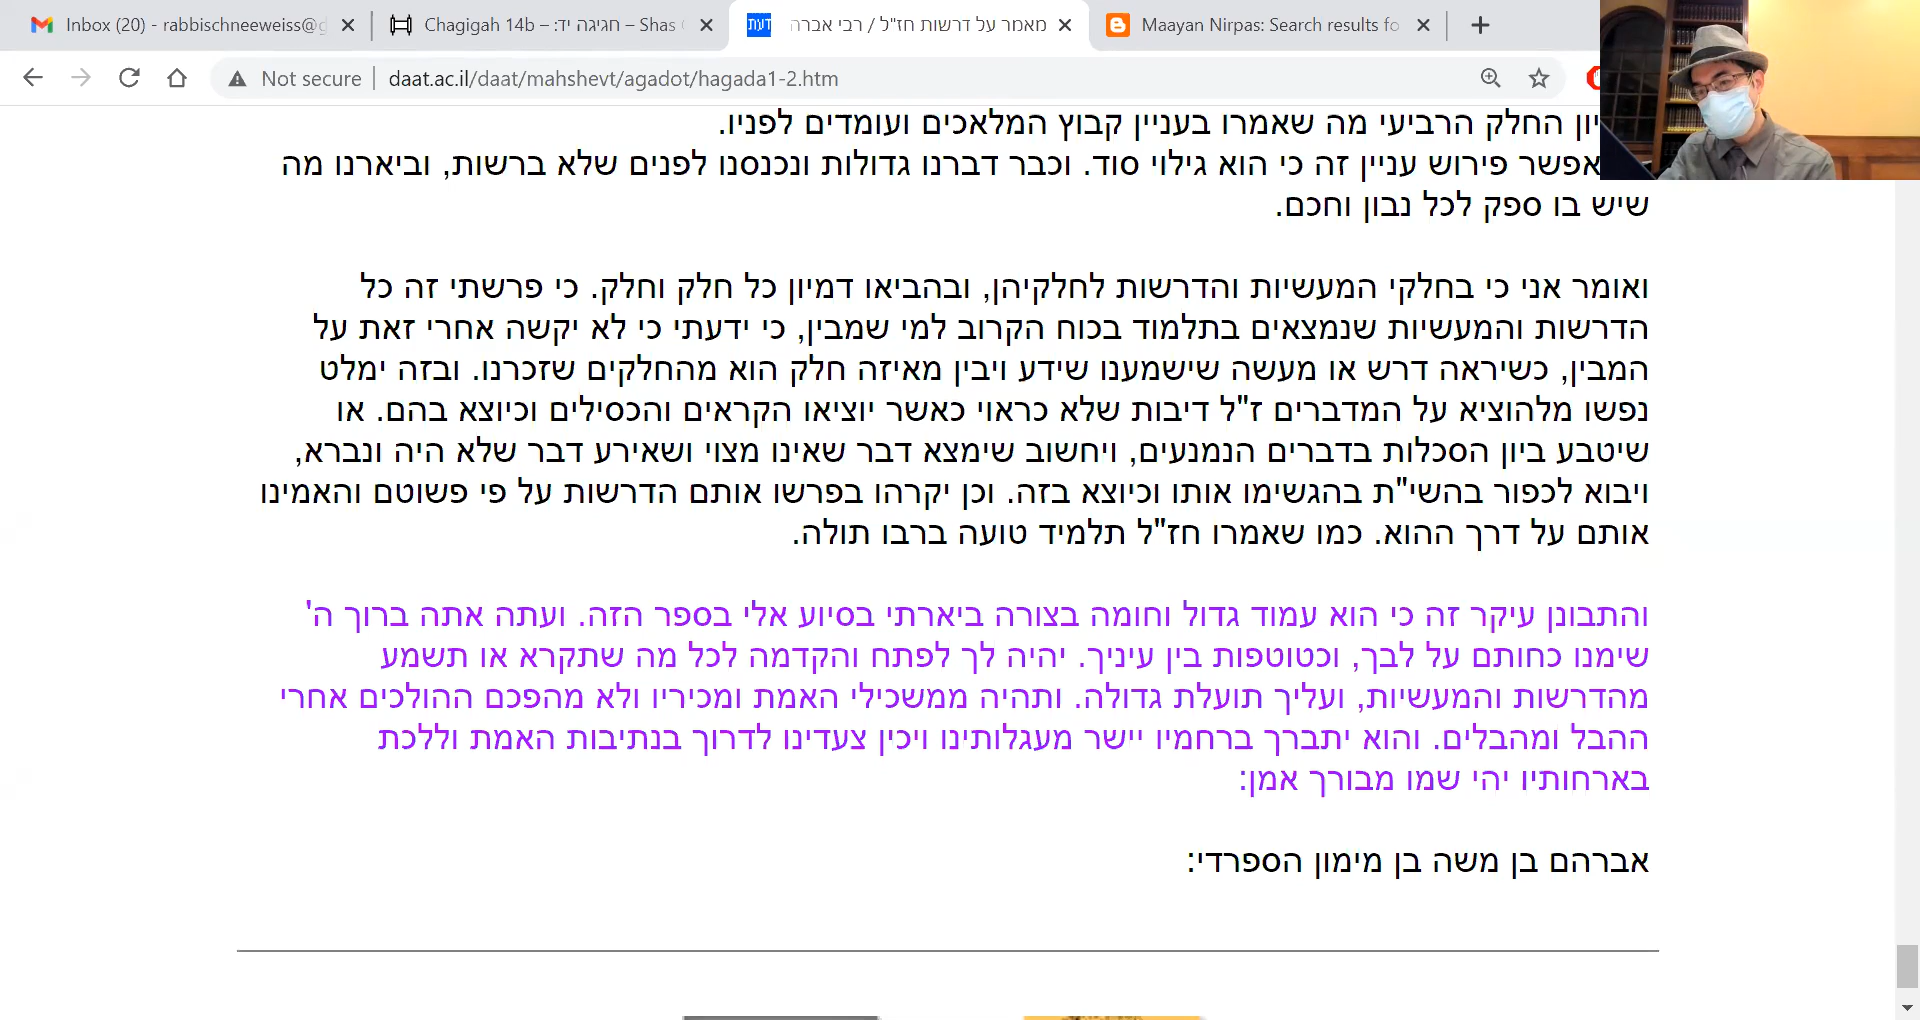 Inbox (20) - rabbischneeweiss@
Chagigah 14b – חגיגה יד: – Shas
דעת
מאמר על דרשות חז"ל / רבי אברה
Maayan Nirpas: Search results fo
Not secure
daat.ac.il/daat/mahshevt/agadot/hagada1-2.htm
יון החלק הרביעי מה שאמרו בעניין קבוץ המלאכים ועומדים לפניו.
אפשר פירוש עניין זה כי הוא גילוי סוד. וכבר דברנו גדולות ונכנסנו לפנים שלא ברשות, וביארנו מה
שיש בו ספק לכל נבון וחכם.
ואומר אני כי בחלקי המעשיות והדרשות לחלקיהן, ובהביאו דמיון כל חלק וחלק. כי פרשתי זה כל
הדרשות והמעשיות שנמצאים בתלמוד בכוח הקרוב למי שמבין, כי ידעתי כי לא יקשה אחרי זאת על
המבין, כשיראה דרש או מעשה שישמענו שידע ויבין מאיזה חלק הוא מהחלקים שזכרנו. ובזה ימלט
נפשו מלהוציא על המדברים ז"ל דיבות שלא כראוי כאשר יוציאו הקראים והכסילים וכיוצא בהם. או
שיטבע ביון הסכלות בדברים הנמנעים, ויחשוב שימצא דבר שאינו מצוי ושאירע דבר שלא היה ונברא,
ויבוא לכפור בהשי"ת בהגשימו אותו וכיוצא בזה. וכן יקרהו בפרשו אותם הדרשות על פי פשוטם והאמינו
אותם על דרך ההוא. כמו שאמרו חז"ל תלמיד טועה ברבו תולה.
והתבונן עיקר זה כי הוא עמוד גדול וחומה בצורה ביארתי בסיוע אלי בספר הזה. ועתה אתה ברוך ה'
שימנו כחותם על לבך, וכטוטפות בין עיניך. יהיה לך לפתח והקדמה לכל מה שתקרא או תשמע
מהדרשות והמעשיות, ועליך תועלת גדולה. ותהיה ממשכילי האמת ומכיריו ולא מהפכם ההולכים אחרי
ההבל ומהבלים. והוא יתברך ברחמיו יישר מעגלותינו ויכין צעדינו לדרוך בנתיבות האמת וללכת
בארחותיו יהי שמו מבורך אמן:
אברהם בן משה בן מימון הספרדי: